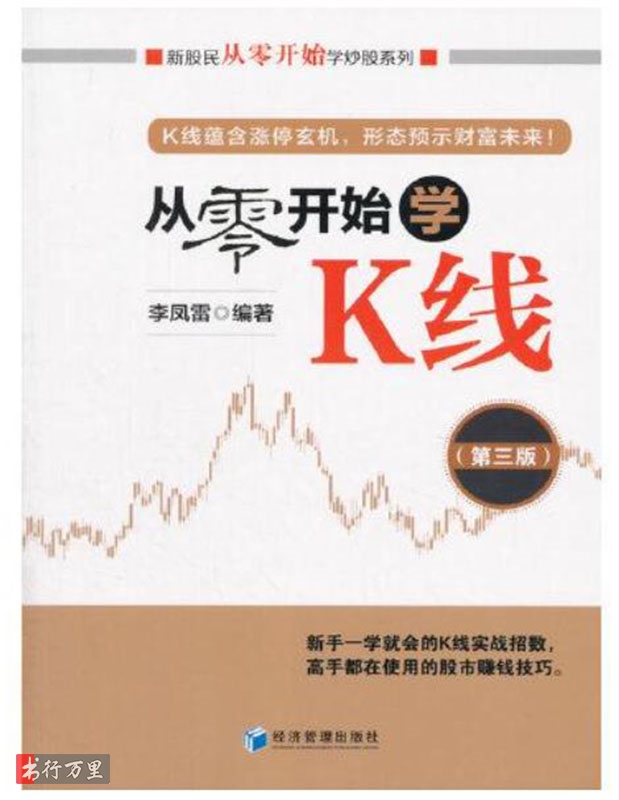 新股民从零开始学炒股系列
K线蕴含涨停玄机，形态预示财富未来！
从零开始学
K线
李凤雷◎编著
（第三版）
新手一学就会的K线实战招数，
高手都在使用的股市赚钱技巧。
经济管理出版社
书行万里